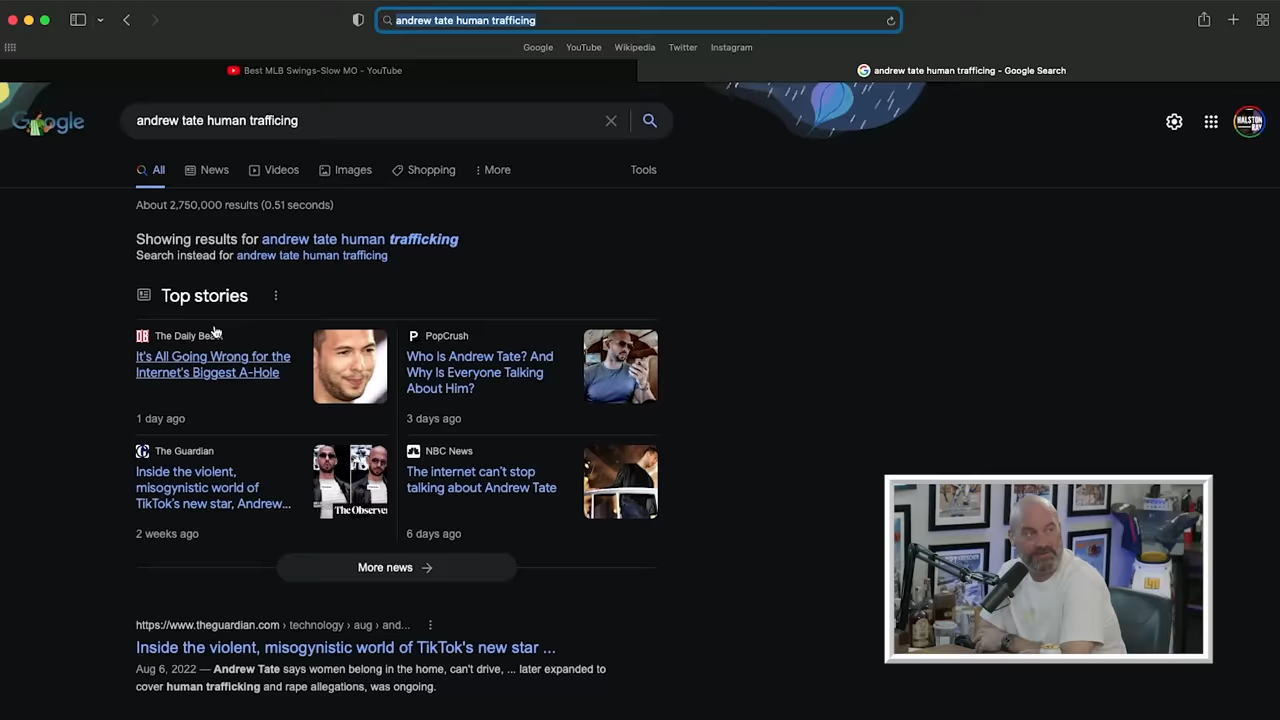 andrew tate human trafficing
Google YouTube Wikipedia Twitter Instagram
Best MLB Swings-Slow MO - YouTube
andrew tate human trafficing - Google Search
Google
andrew tate human trafficing
HALSTON RAY
All News Videos Images Shopping More Tools
About 2,750,000 results (0.51 seconds)
Showing results for andrew tate human trafficking
Search instead for andrew tate human trafficing
Top stories
The Daily
It's All Going Wrong for the
Internet's Biggest A-Hole
1 day ago
PopCrush
Who Is Andrew Tate? And
Why Is Everyone Talking
About Him?
3 days ago
The Guardian
Inside the violent,
misogynistic world of
TikTok's new star, Andrew...
The Observer
2 weeks ago
NBC News
The internet can't stop
talking about Andrew Tate
6 days ago
More news →
https://www.theguardian.com › technology › aug › and...
Inside the violent, misogynistic world of TikTok's new star ...
Aug 6, 2022 — Andrew Tate says women belong in the home, can't drive, ... later expanded to
cover human trafficking and rape allegations, was ongoing.